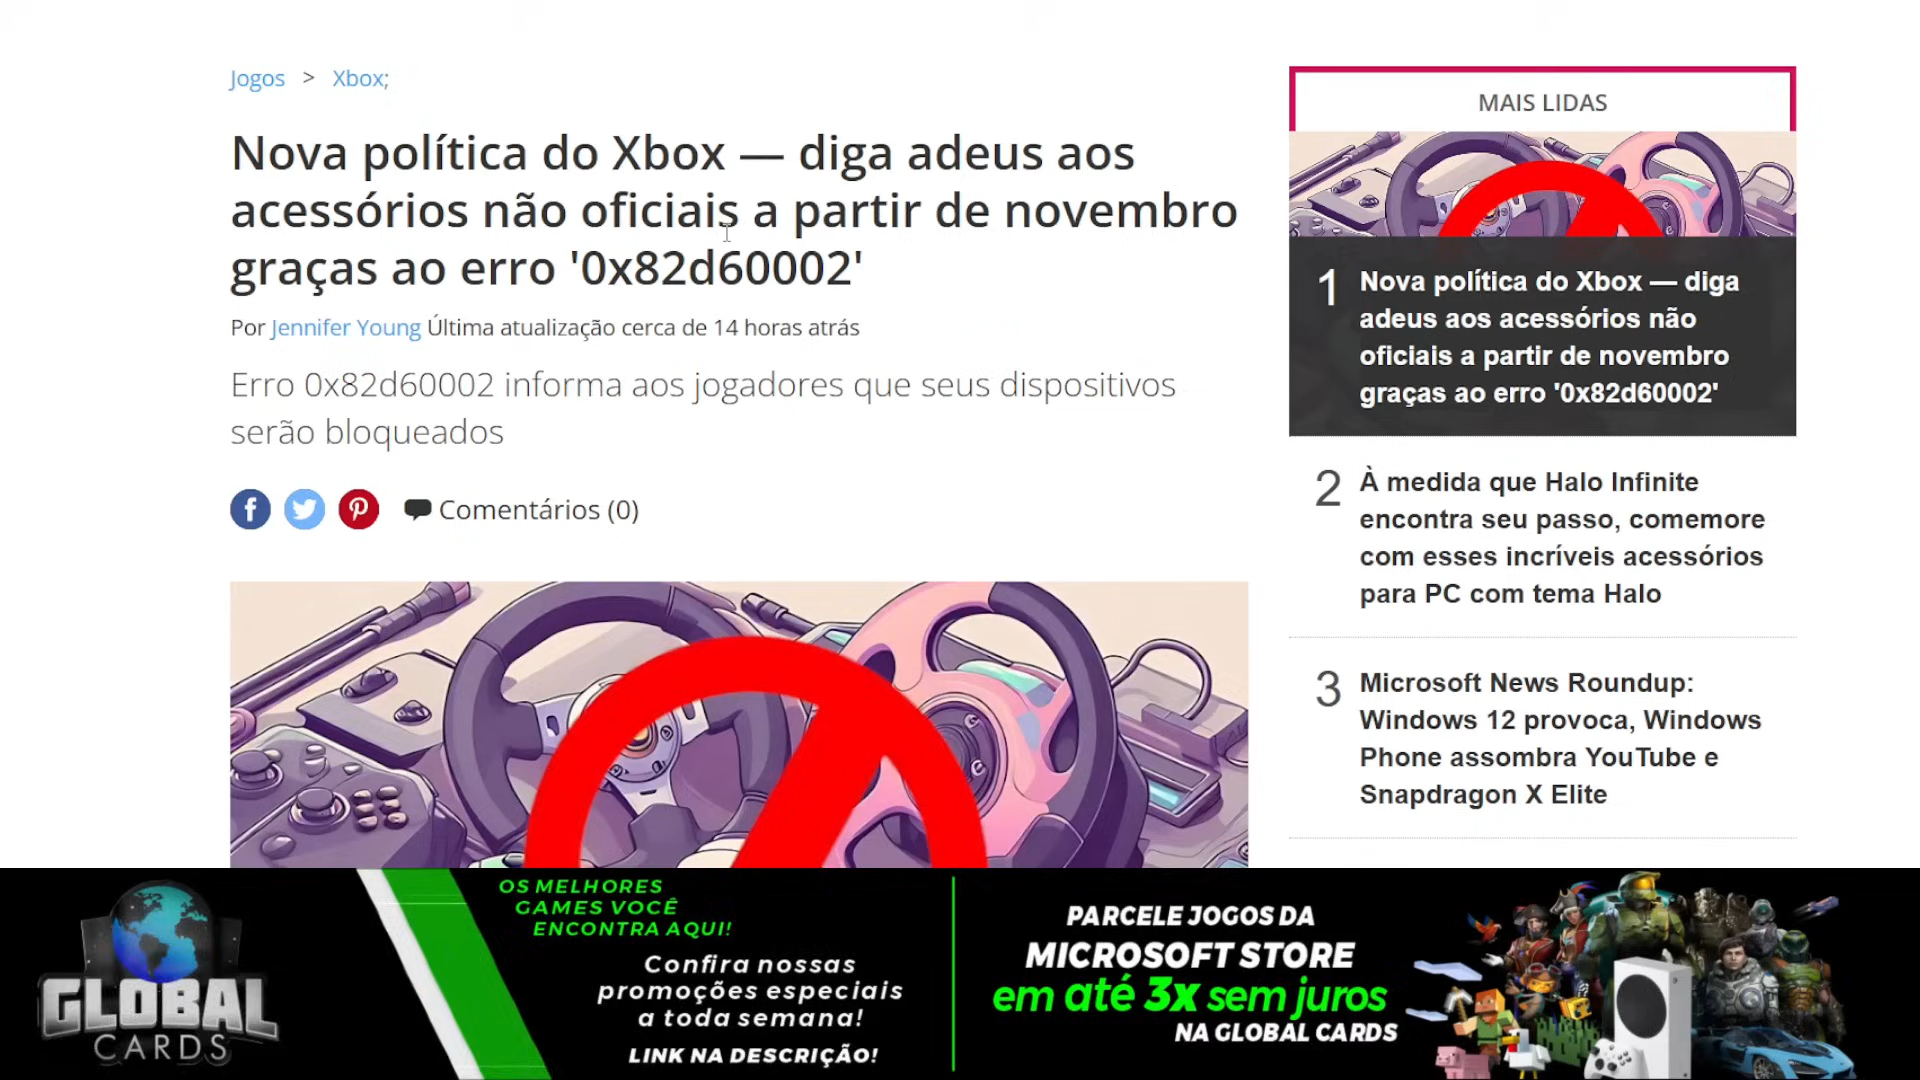 Jogos > Xbox;
Nova política do Xbox — diga adeus aos
acessórios não oficiais a partir de novembro
graças ao erro '0x82d60002'
Por Jennifer Young Última atualização cerca de 14 horas atrás
Erro 0x82d60002 informa aos jogadores que seus dispositivos
serão bloqueados
Comentários (0)
MAIS LIDAS
1
Nova política do Xbox — diga
adeus aos acessórios não
oficiais a partir de novembro
graças ao erro '0x82d60002'
2
À medida que Halo Infinite
encontra seu passo, comemore
com esses incríveis acessórios
para PC com tema Halo
3
Microsoft News Roundup:
Windows 12 provoca, Windows
Phone assombra YouTube e
Snapdragon X Elite
GLOBAL
CARDS
OS MELHORES
GAMES VOCÊ
ENCONTRA AQUI!
Confira nossas
promoções especiais
a toda semana!
LINK NA DESCRIÇÃO!
PARCELE JOGOS DA
MICROSOFT STORE
em até 3x sem juros
NA GLOBAL CARDS